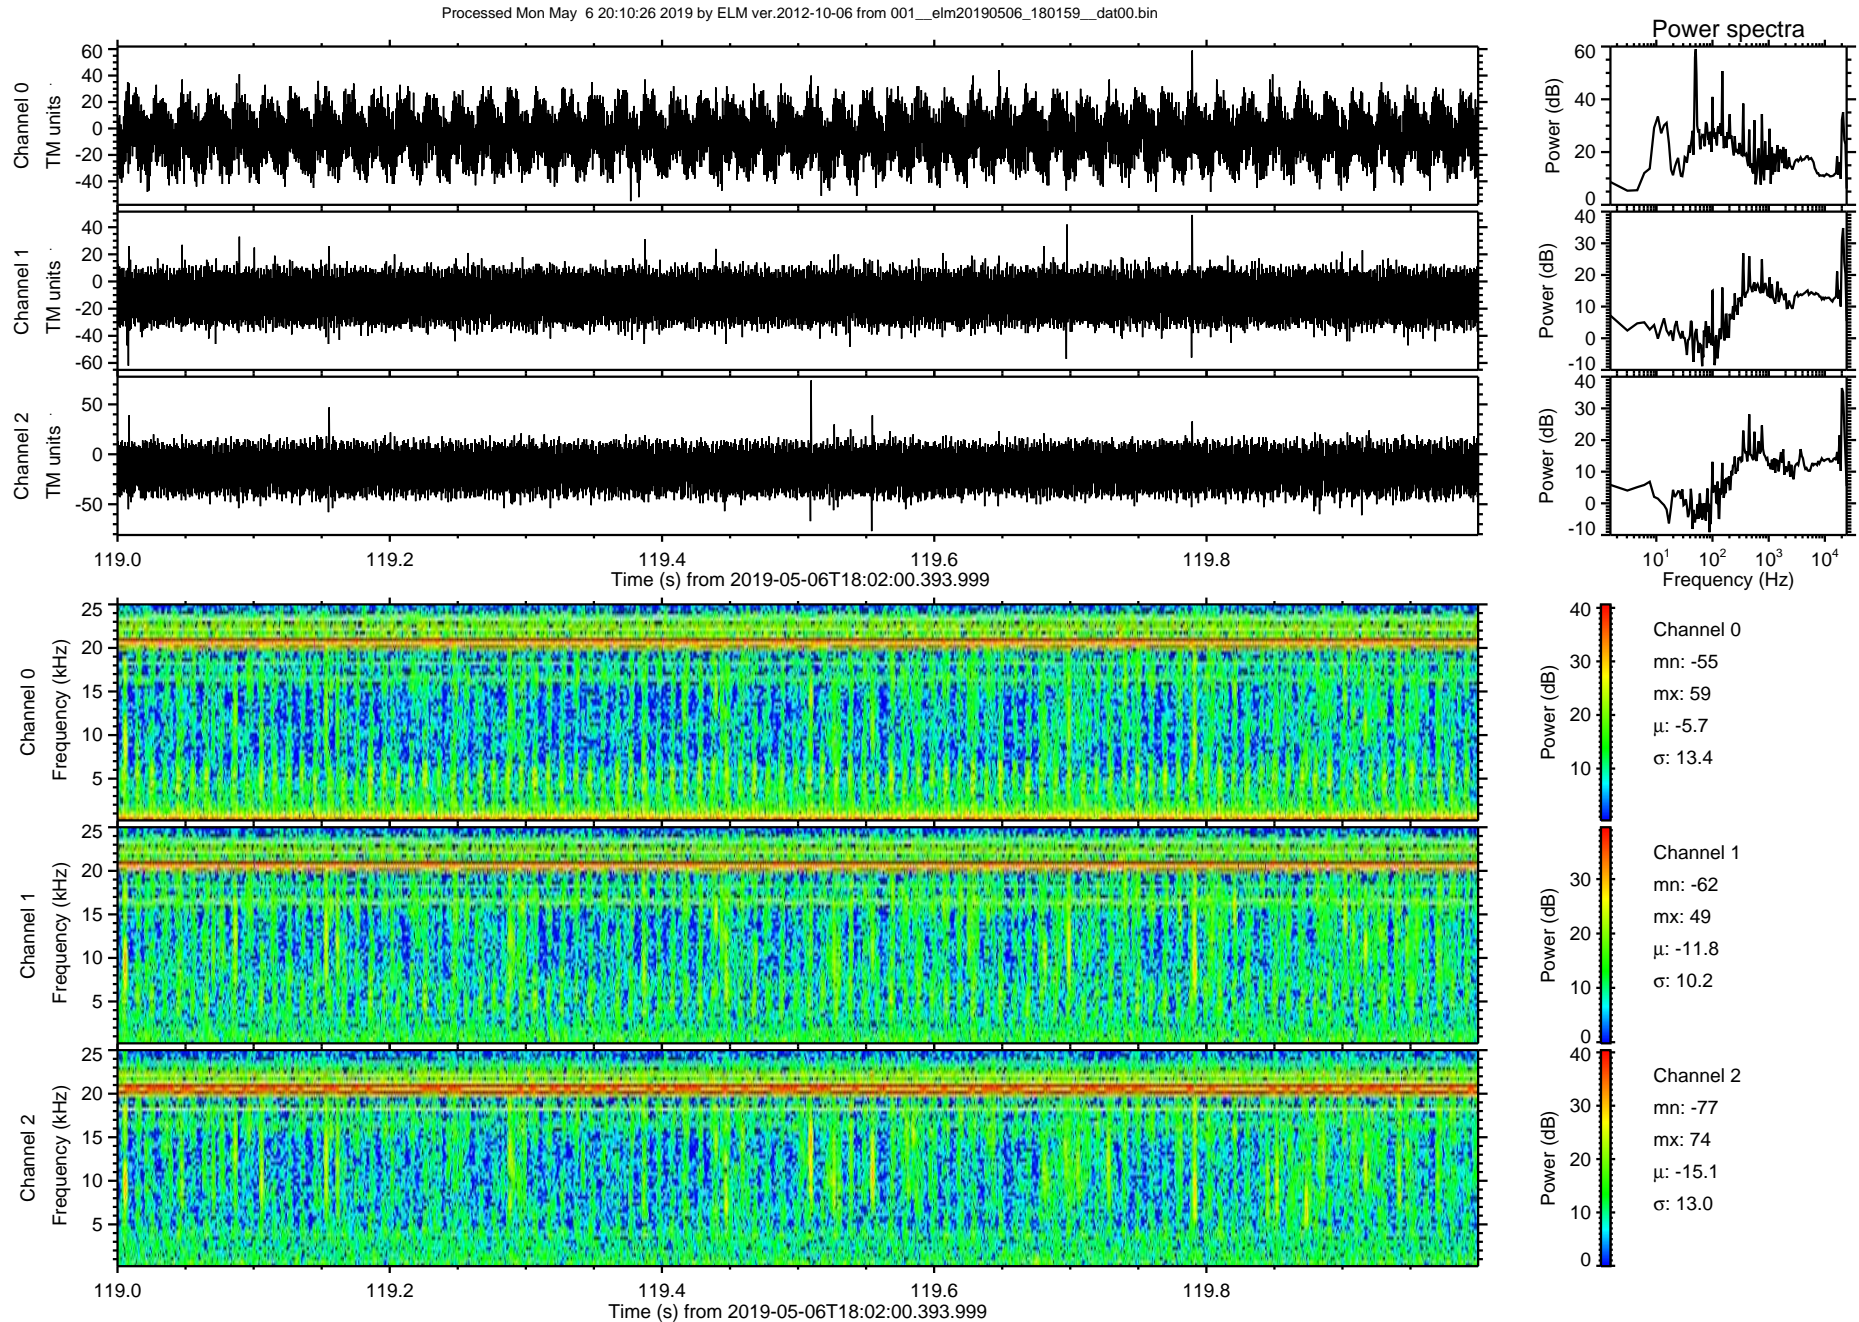 Processed Mon May  6 20:10:26 2019 by ELM ver.2012-10-06 from 001__elm20190506_180159__dat00.bin
Power spectra
Channel 0
TM units
60
40
20
0
-20
-40
Power (dB)
60
40
20
0
Channel 1
TM units
40
20
0
-20
-40
-60
Power (dB)
40
30
20
10
0
-10
Channel 2
TM units
50
0
-50
Power (dB)
40
30
20
10
0
-10
119.0 119.2 119.4 119.6 119.8
Time (s) from 2019-05-06T18:02:00.393.999
10¹ 10² 10³ 10⁴
Frequency (Hz)
Channel 0
Frequency (kHz)
25
20
15
10
5
Power (dB)
40
30
20
10
Channel 0
mn: -55
mx: 59
μ: -5.7
σ: 13.4
Channel 1
Frequency (kHz)
25
20
15
10
5
Power (dB)
30
20
10
0
Channel 1
mn: -62
mx: 49
μ: -11.8
σ: 10.2
Channel 2
Frequency (kHz)
25
20
15
10
5
Power (dB)
40
30
20
10
0
Channel 2
mn: -77
mx: 74
μ: -15.1
σ: 13.0
119.0 119.2 119.4 119.6 119.8
Time (s) from 2019-05-06T18:02:00.393.999